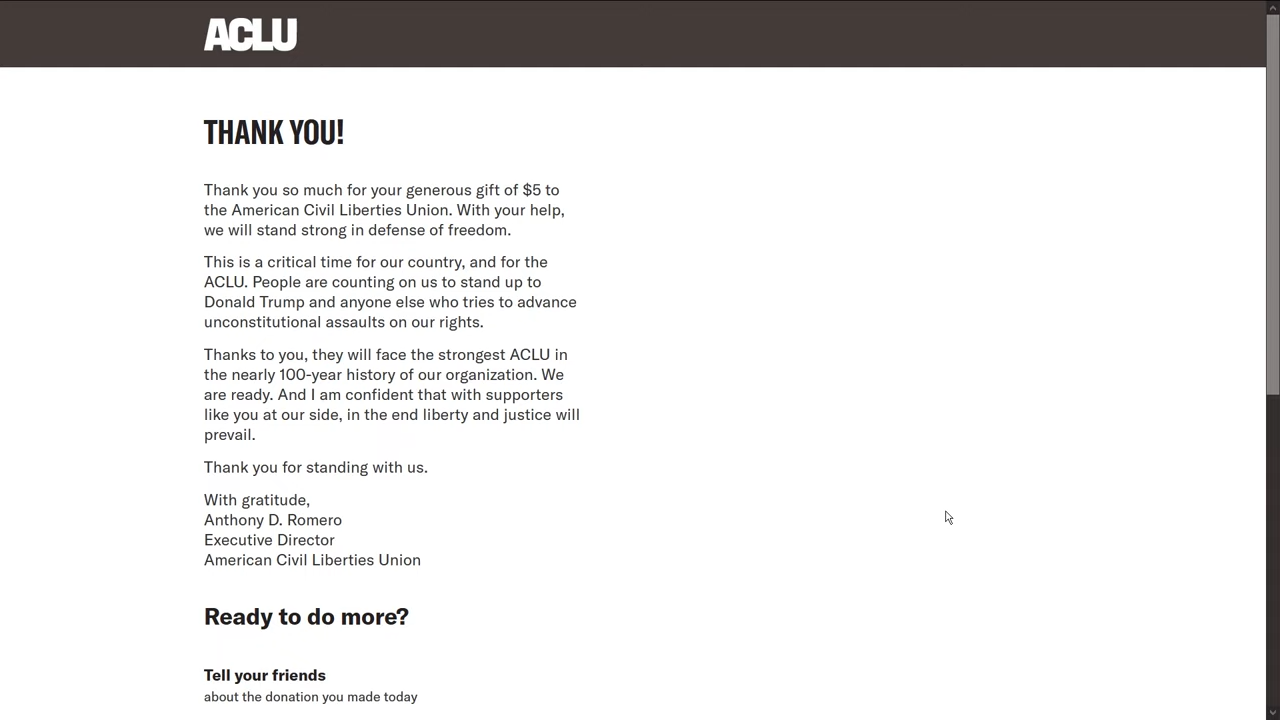 ACLU
THANK YOU!
Thank you so much for your generous gift of $5 to
the American Civil Liberties Union. With your help,
we will stand strong in defense of freedom.
This is a critical time for our country, and for the
ACLU. People are counting on us to stand up to
Donald Trump and anyone else who tries to advance
unconstitutional assaults on our rights.
Thanks to you, they will face the strongest ACLU in
the nearly 100-year history of our organization. We
are ready. And I am confident that with supporters
like you at our side, in the end liberty and justice will
prevail.
Thank you for standing with us.
With gratitude,
Anthony D. Romero
Executive Director
American Civil Liberties Union
Ready to do more?
Tell your friends
about the donation you made today